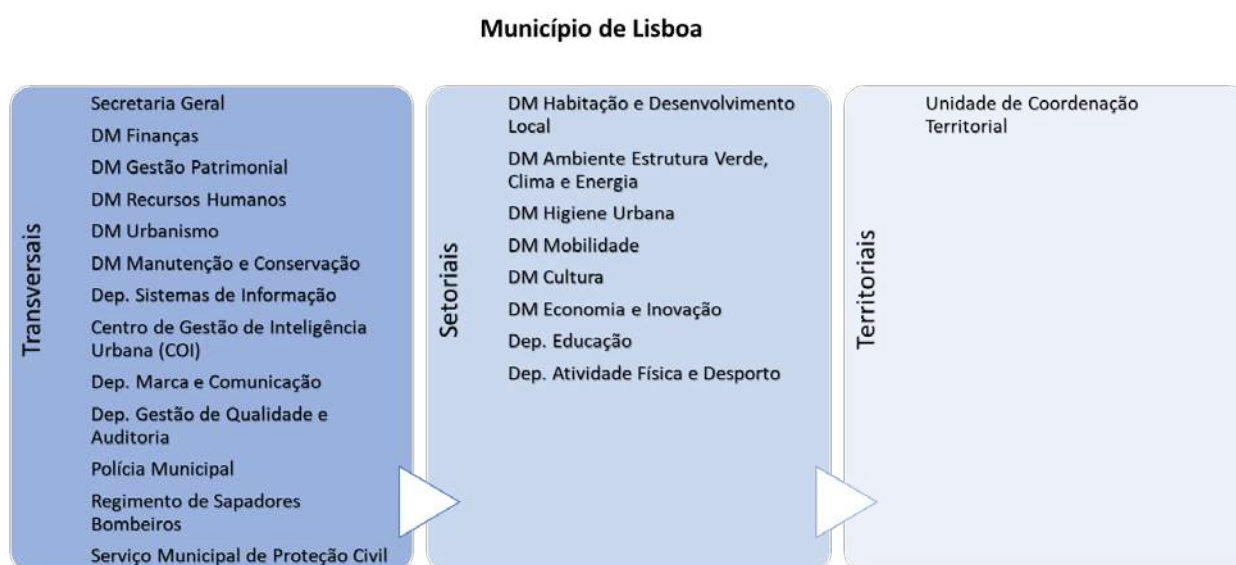 Município de Lisboa
Transversais
Secretaria Geral
DM Finanças
DM Gestão Patrimonial
DM Recursos Humanos
DM Urbanismo
DM Manutenção e Conservação
Dep. Sistemas de Informação
Centro de Gestão de Inteligência
Urbana (COI)
Dep. Marca e Comunicação
Dep. Gestão de Qualidade e
Auditoria
Polícia Municipal
Regimento de Sapadores
Bombeiros
Serviço Municipal de Proteção Civil
Setoriais
DM Habitação e Desenvolvimento
Local
DM Ambiente Estrutura Verde,
Clima e Energia
DM Higiene Urbana
DM Mobilidade
DM Cultura
DM Economia e Inovação
Dep. Educação
Dep. Atividade Física e Desporto
Territoriais
Unidade de Coordenação
Territorial